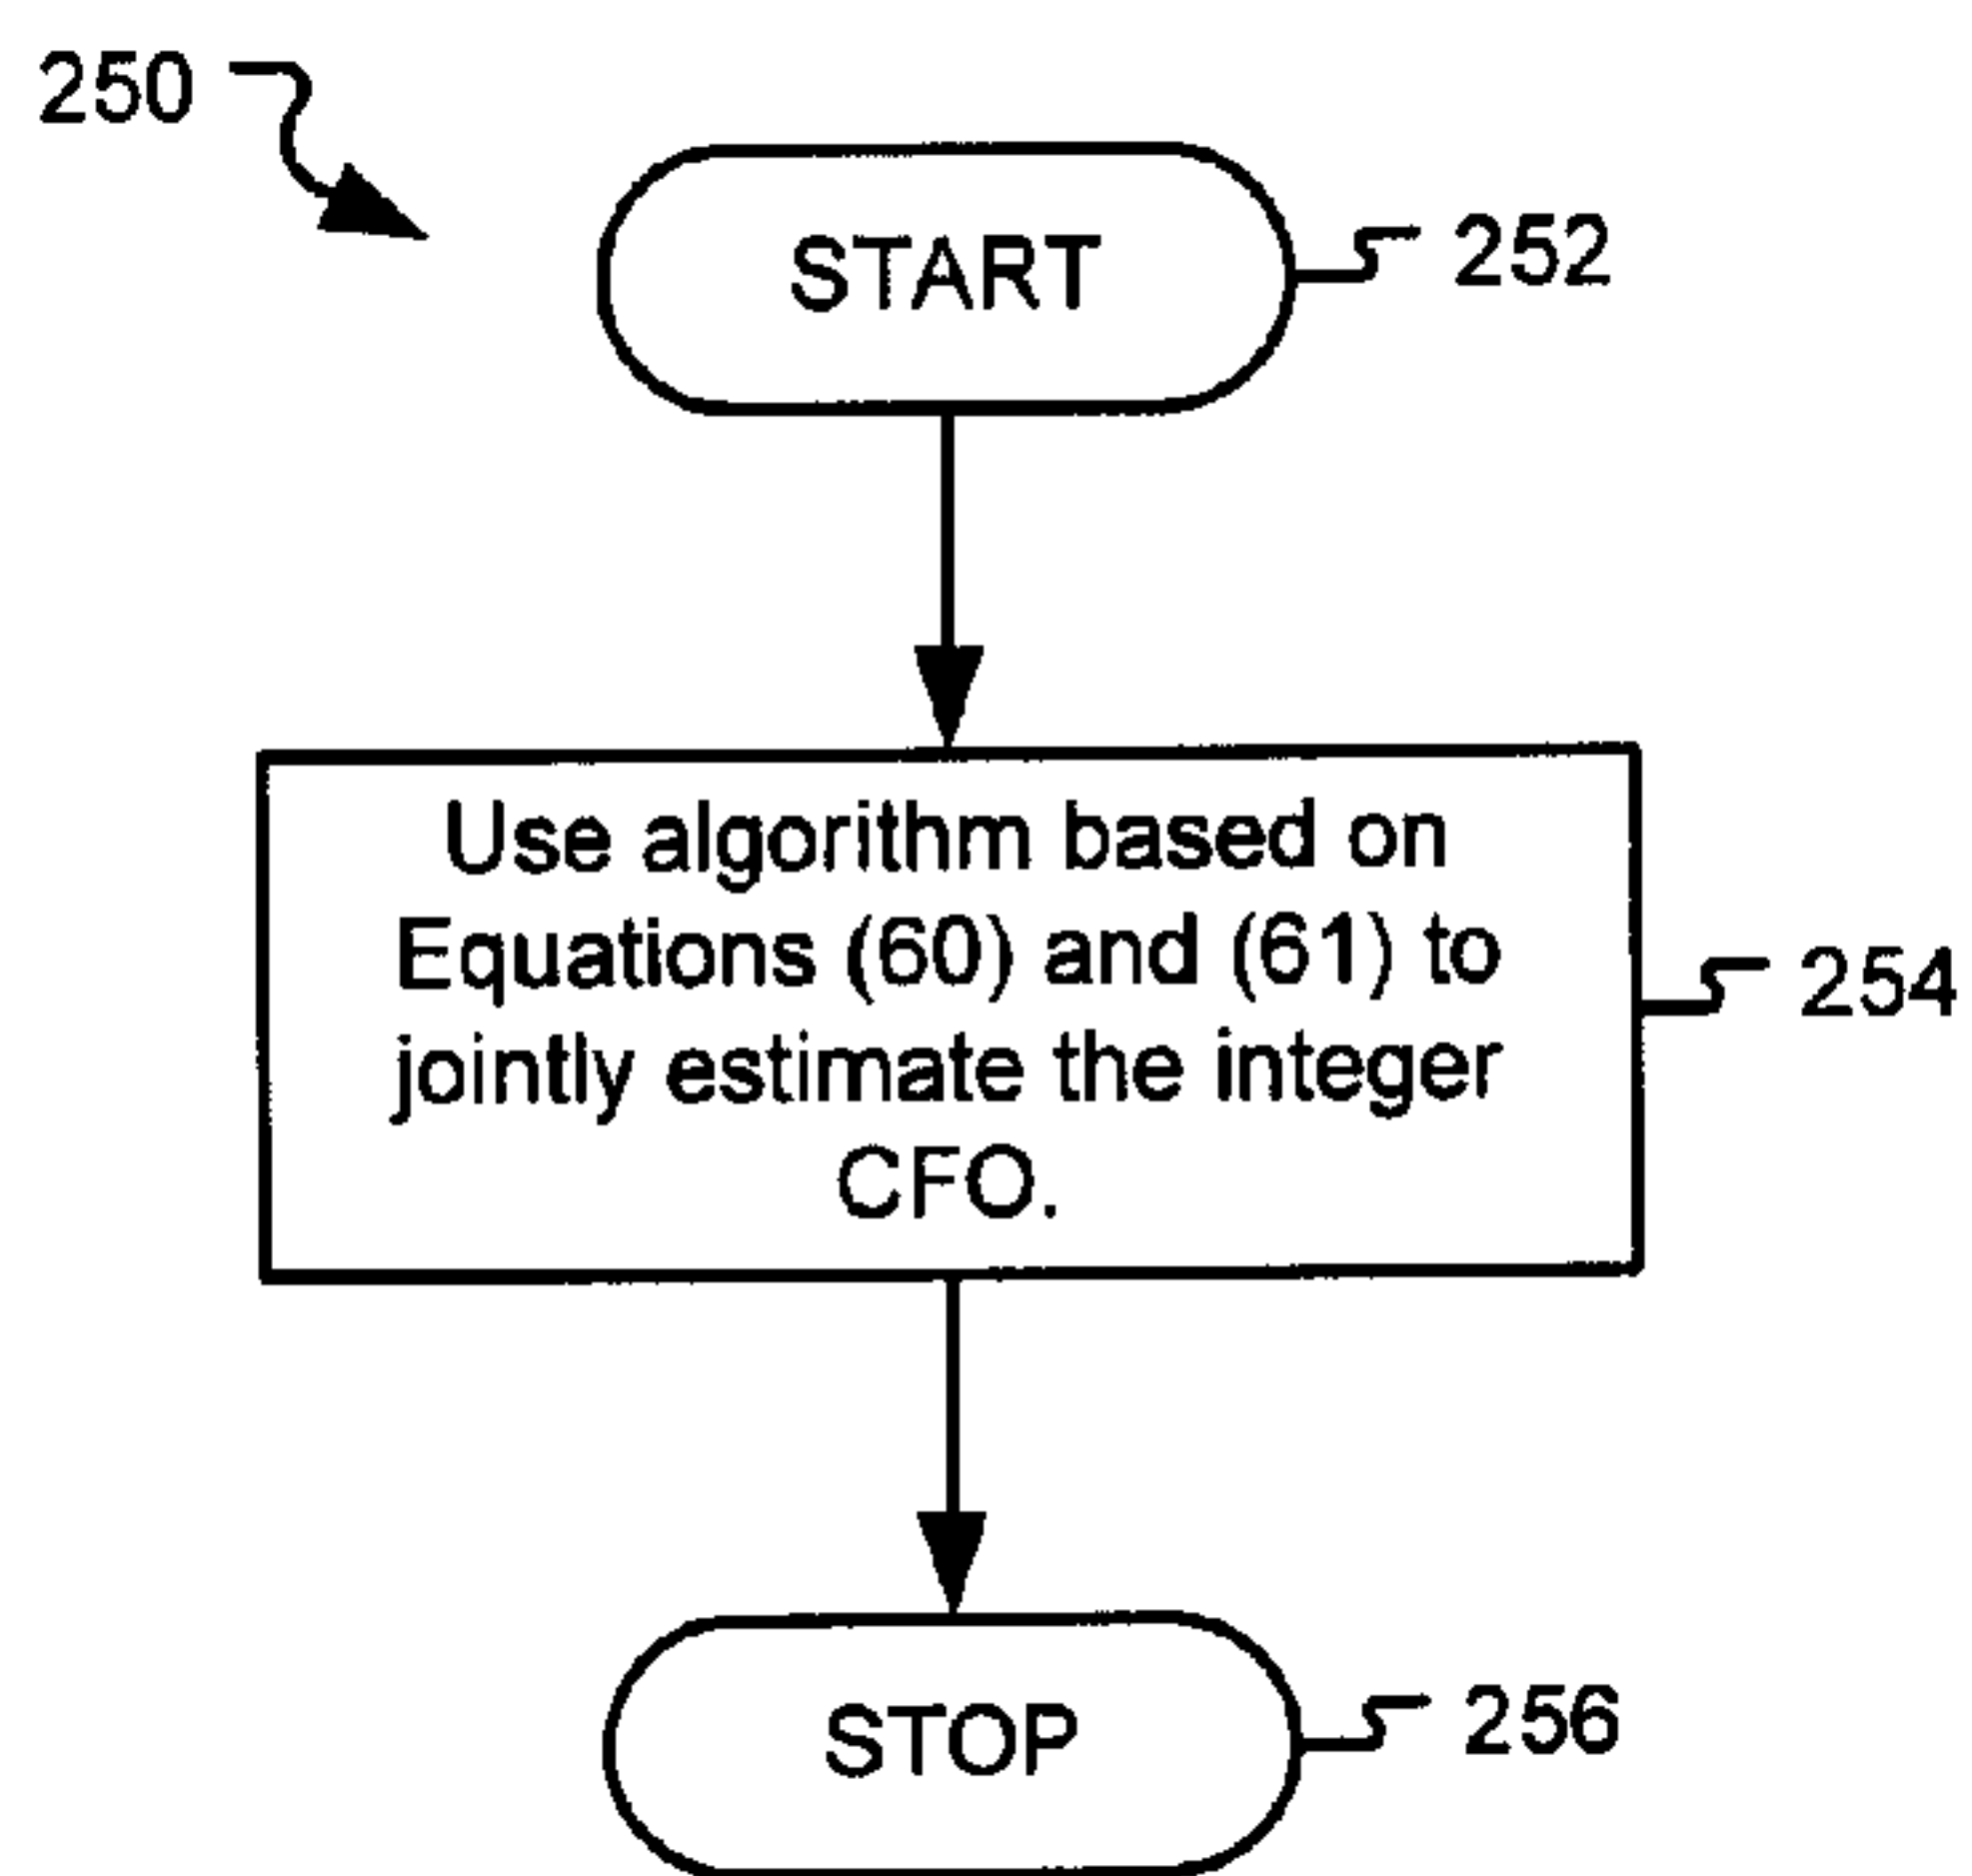 250
START
252
Use algorithm based on
Equations (60) and (61) to
jointly estimate the integer
CFO.
254
STOP
256